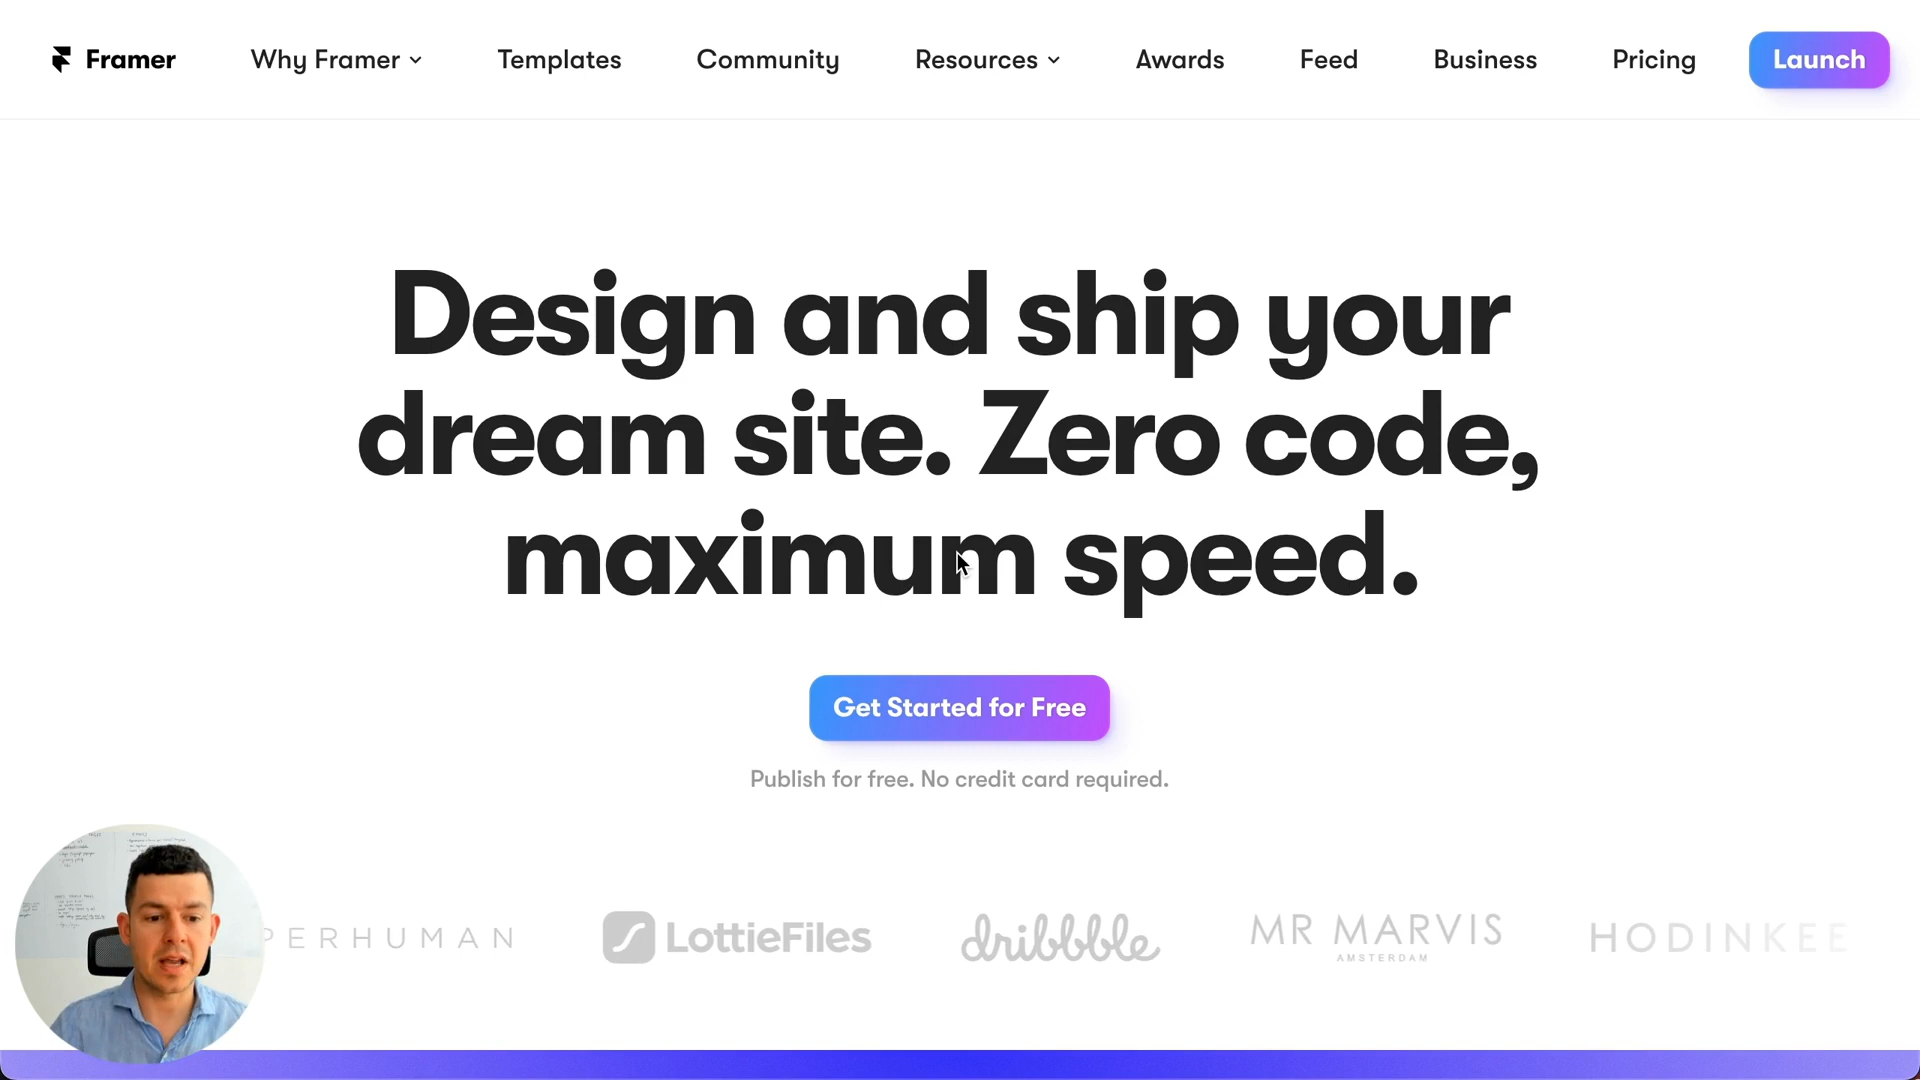 Framer
Why Framer
Templates
Community
Resources
Awards
Feed
Business
Pricing
Launch
Design and ship your
dream site. Zero code,
maximum speed.
Get Started for Free
Publish for free. No credit card required.
PERHUMAN
LottieFiles
dribbble
MR MARVIS
AMSTERDAM
HODINKEE